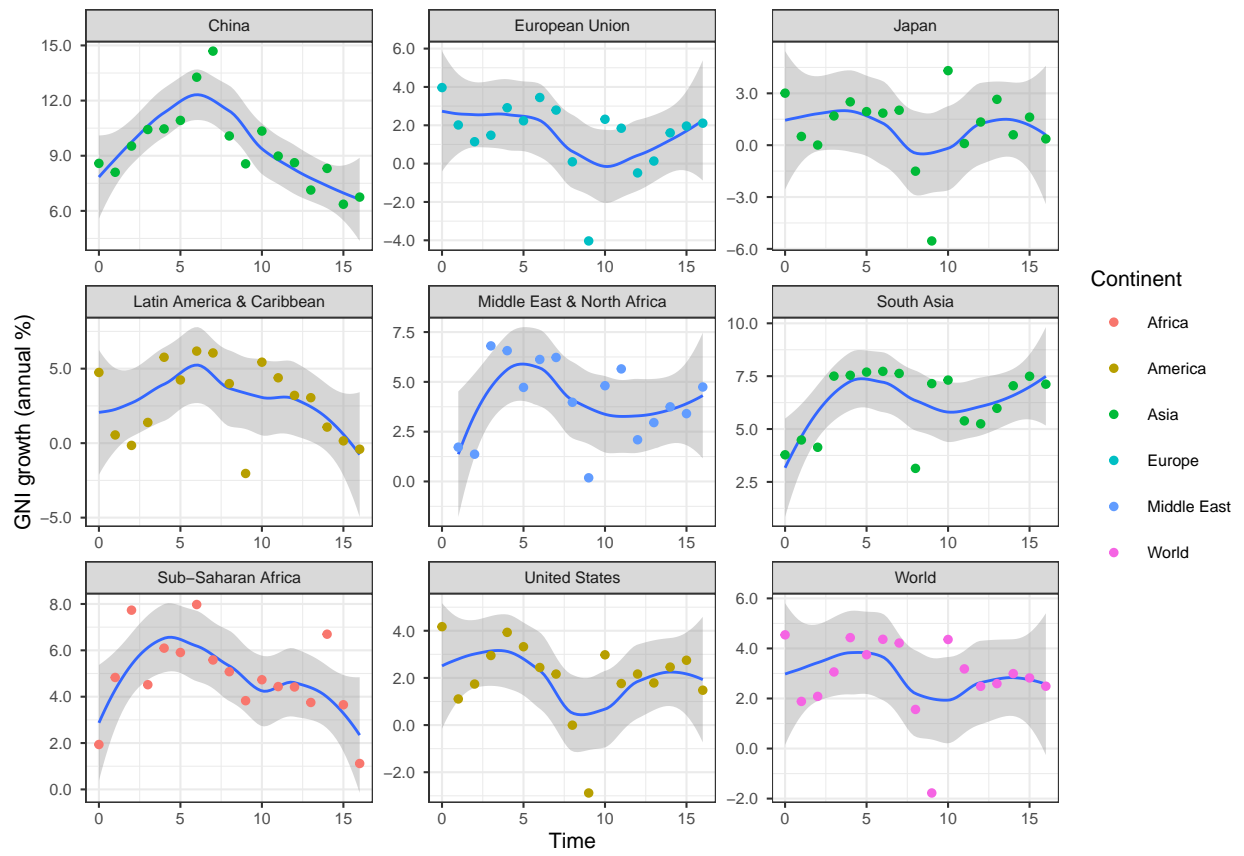 China
15.0
12.0
9.0
6.0
0 5 10 15
European Union
6.0
4.0
2.0
0.0
−2.0
−4.0
0 5 10 15
Japan
3.0
0.0
−3.0
−6.0
0 5 10 15
Latin America & Caribbean
5.0
0.0
−5.0
0 5 10 15
Middle East & North Africa
7.5
5.0
2.5
0.0
0 5 10 15
South Asia
10.0
7.5
5.0
2.5
0 5 10 15
Sub−Saharan Africa
8.0
6.0
4.0
2.0
0.0
0 5 10 15
United States
4.0
2.0
0.0
−2.0
0 5 10 15
World
6.0
4.0
2.0
0.0
−2.0
0 5 10 15
GNI growth (annual %)
Time
Continent
Africa
America
Asia
Europe
Middle East
World